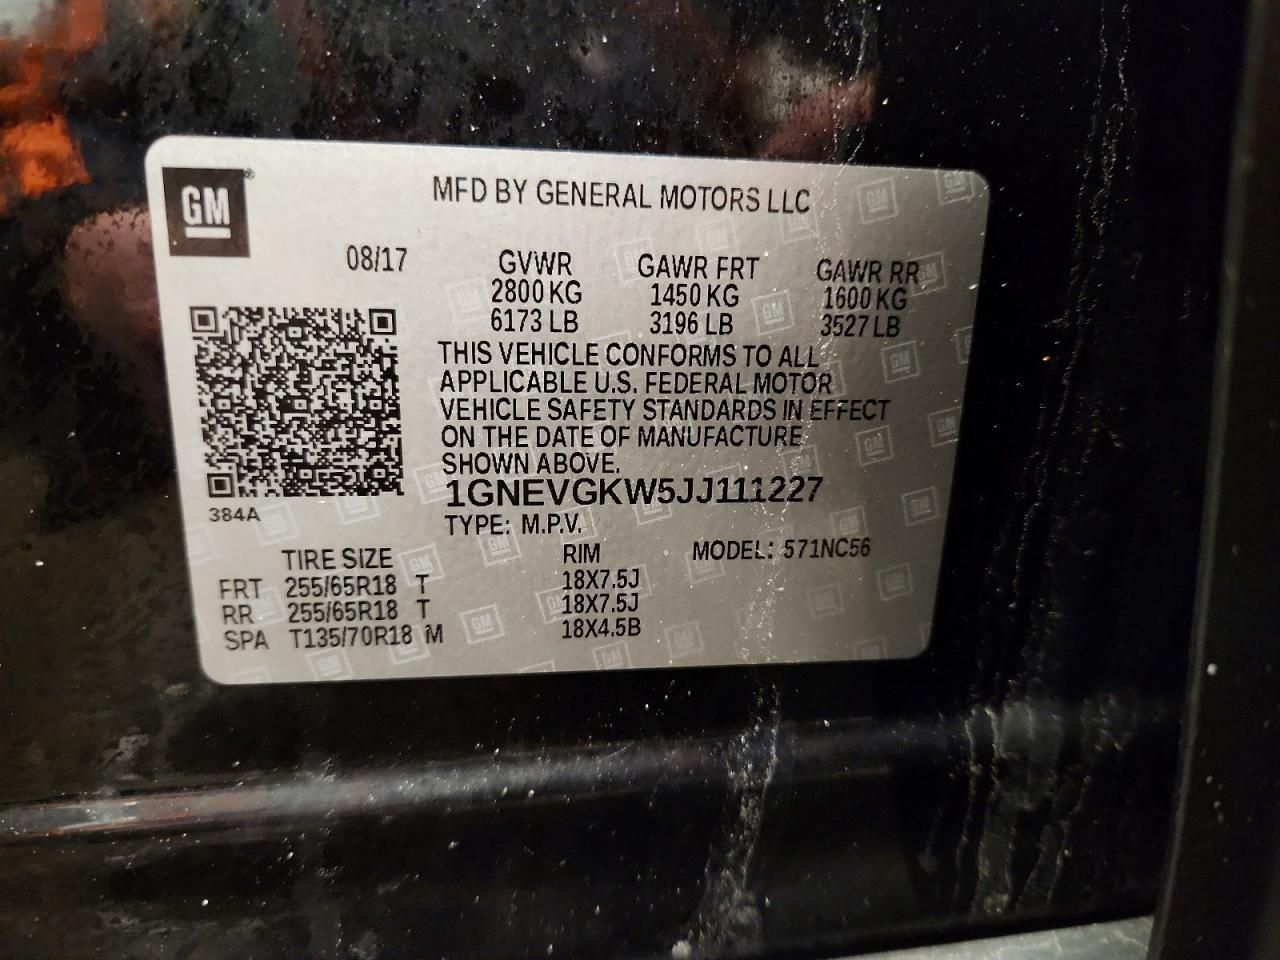 GM
MFD BY GENERAL MOTORS LLC
08/17 GVWR GAWR FRT GAWR RR
2800 KG 1450 KG 1600 KG
6173 LB 3196 LB 3527 LB
THIS VEHICLE CONFORMS TO ALL
APPLICABLE U.S. FEDERAL MOTOR
VEHICLE SAFETY STANDARDS IN EFFECT
ON THE DATE OF MANUFACTURE
SHOWN ABOVE.
1GNEVGKW5JJ111227
384A
TYPE: M.P.V.
TIRE SIZE RIM MODEL: 571NC56
FRT 255/65R18 T 18X7.5J
RR 255/65R18 T 18X7.5J
SPA T135/70R18 M 18X4.5B